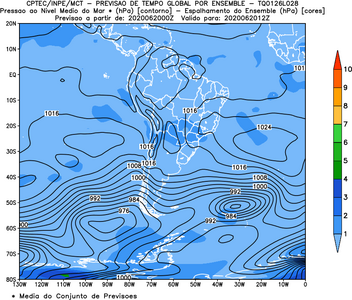 CPTEC/INPE/MCT - PREVISAO DE TEMPO GLOBAL POR ENSEMBLE - TQ0126L028
Pressao ao Nivel Medio do Mar * (hPa) [contorno] - Espalhamento do Ensemble (hPa) [cores]
Previsao a partir de: 2020062000Z Valido para: 2020062012Z
20N
10N
EQ
10S
20S
30S
40S
50S
60S
70S
80S
1016
1016
1016
1024
1016
1016
1008
1016
1000
1008
1000
992
984
976
992
984
992
984
1000
130W 120W 110W 100W 90W 80W 70W 60W 50W 40W 30W 20W 10W 0
10
9
8
7
6
5
4
3
2
1
* Media do Conjunto de Previsoes